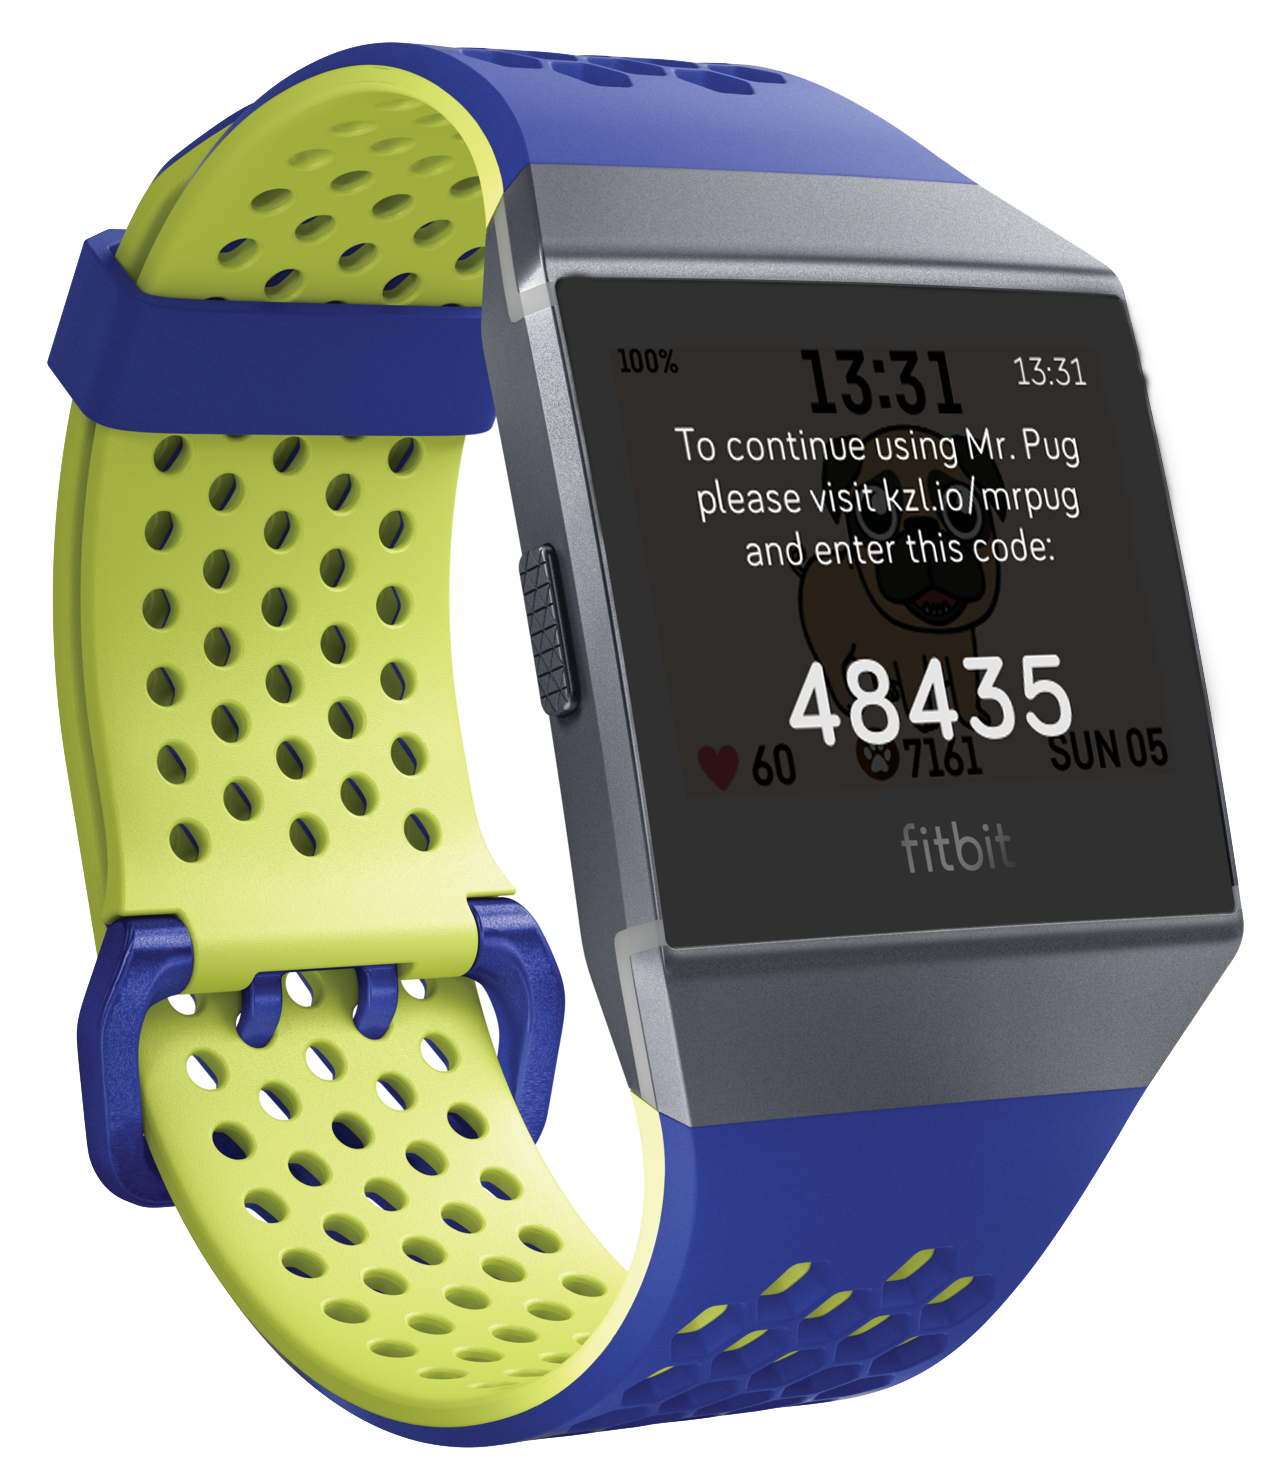 100%
13:31
13:31
To continue using Mr. Pug
please visit kzl.io/mrpug
and enter this code:
48435
60
7161
SUN 05
fitbit